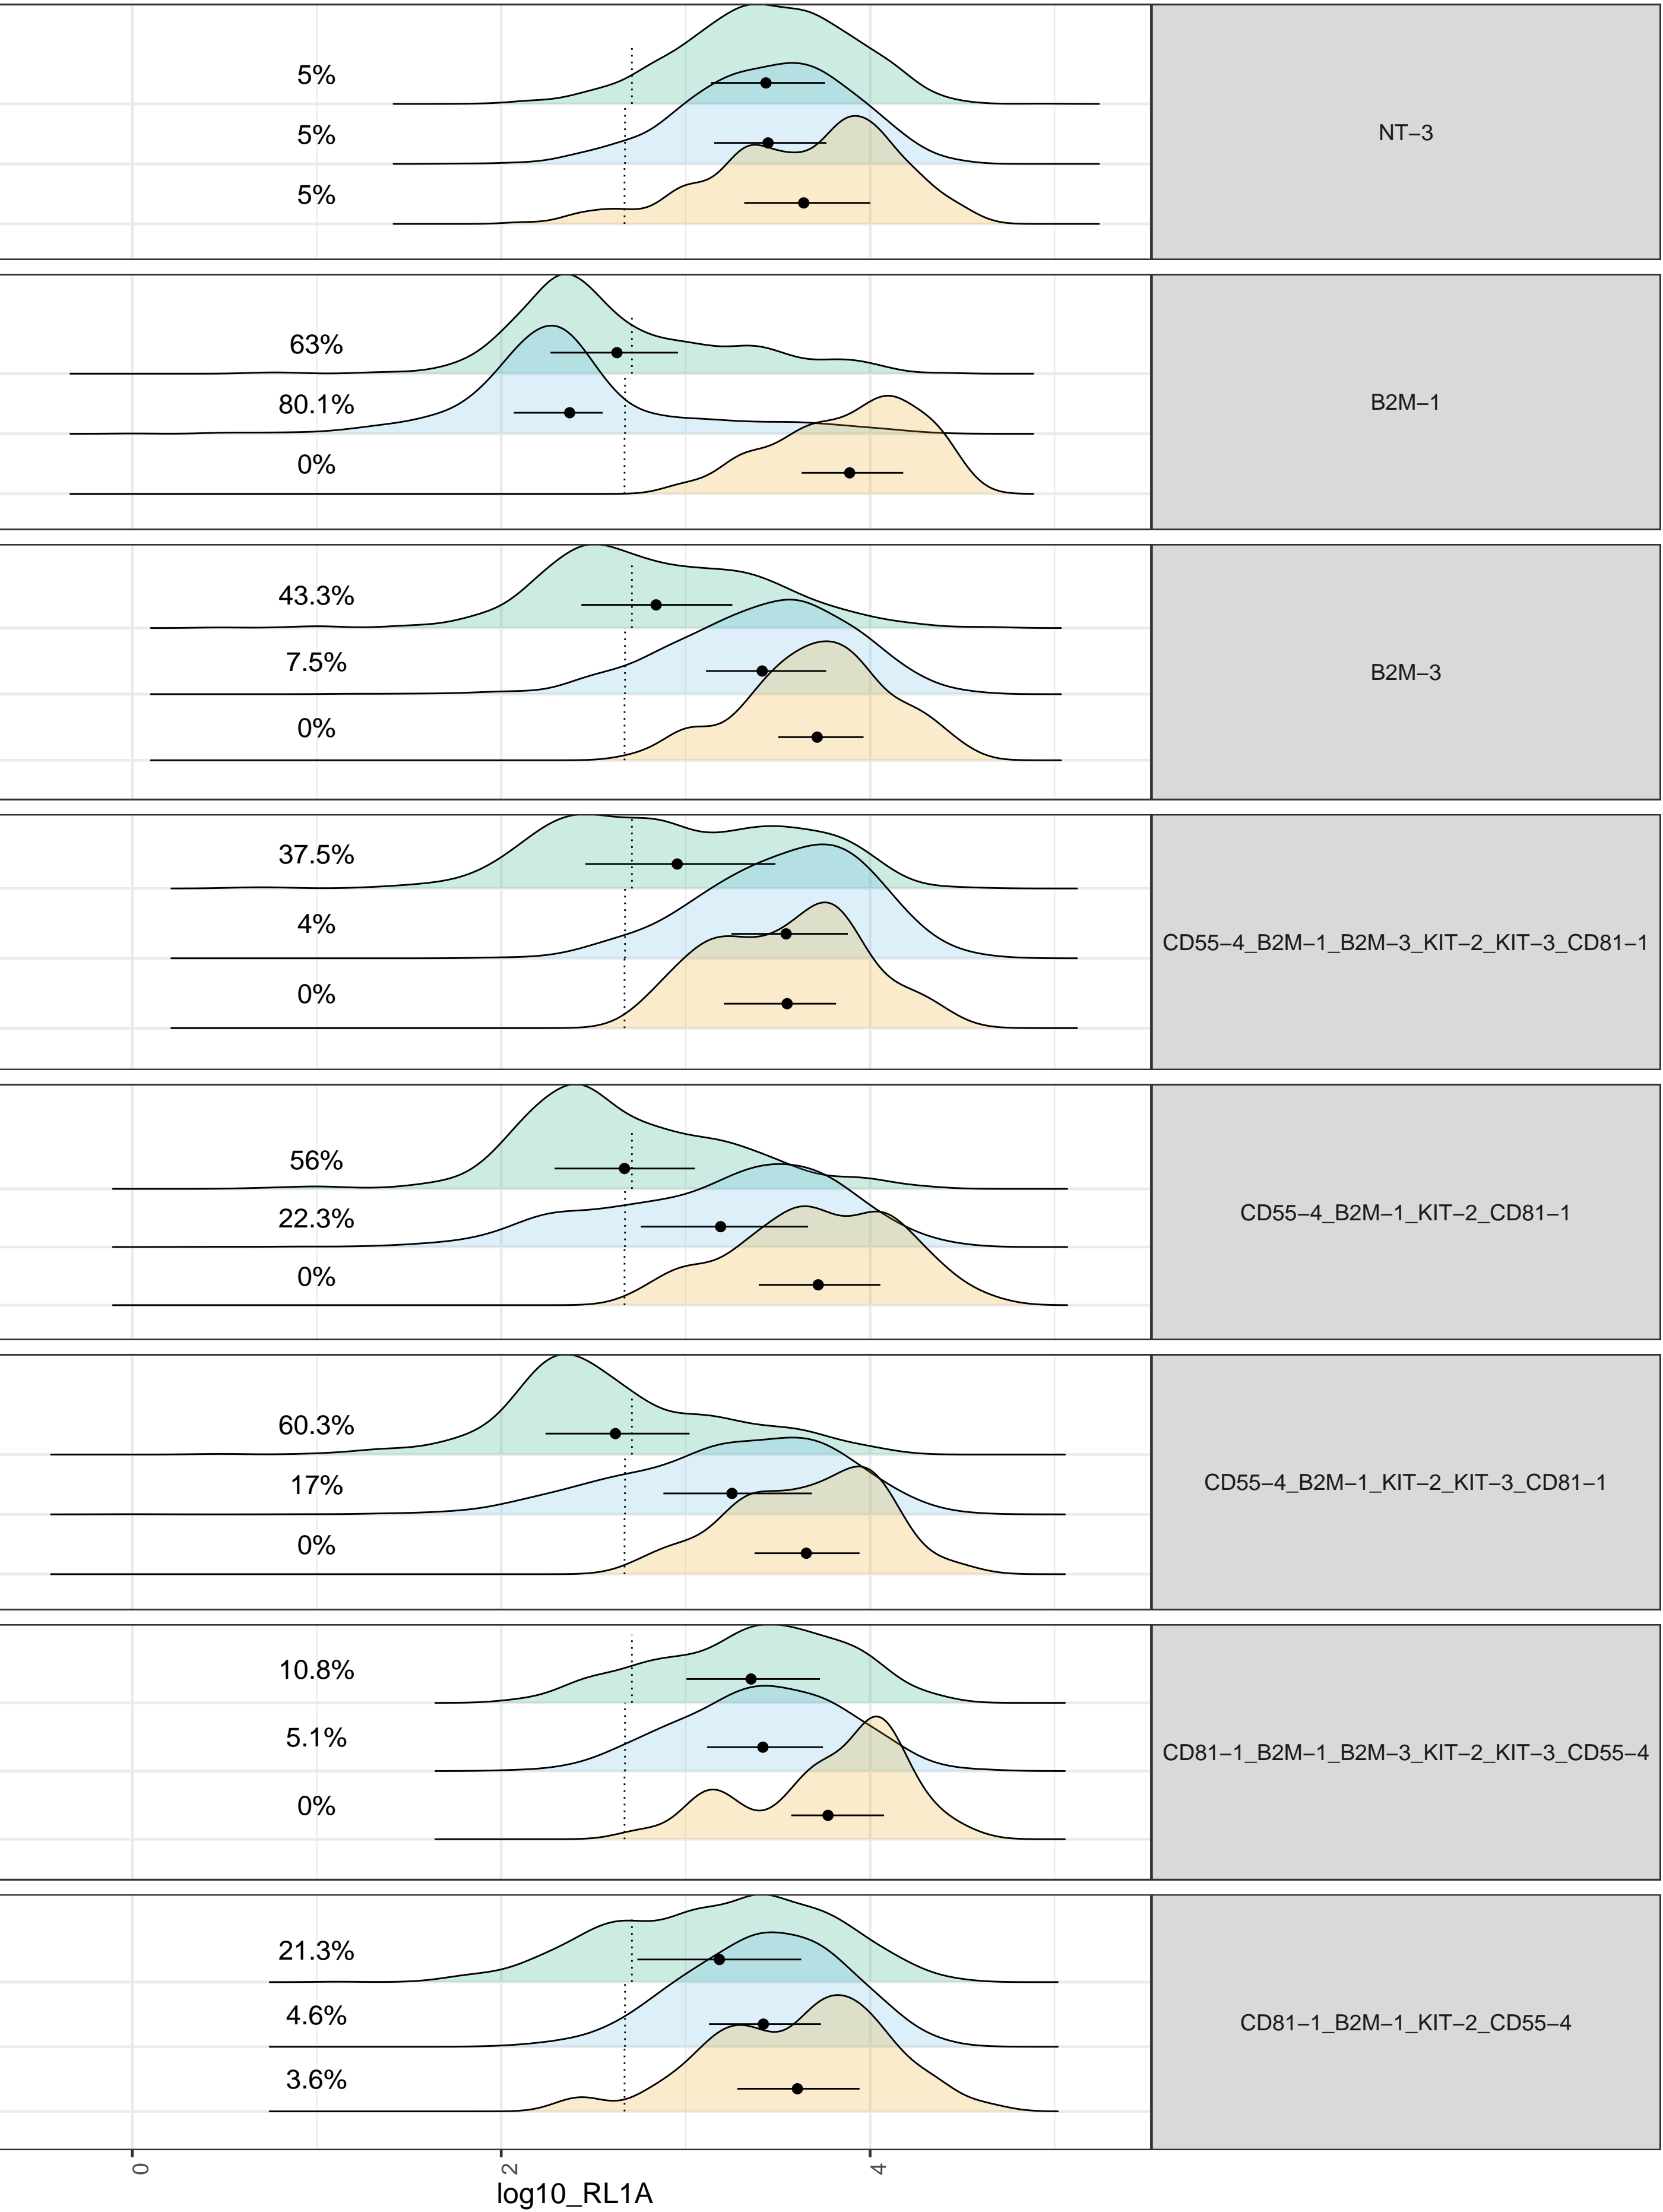 5%
5%
5%
NT−3
63%
80.1%
0%
B2M−1
43.3%
7.5%
0%
B2M−3
37.5%
4%
0%
CD55−4_B2M−1_B2M−3_KIT−2_KIT−3_CD81−1
56%
22.3%
0%
CD55−4_B2M−1_KIT−2_CD81−1
60.3%
17%
0%
CD55−4_B2M−1_KIT−2_KIT−3_CD81−1
10.8%
5.1%
0%
CD81−1_B2M−1_B2M−3_KIT−2_KIT−3_CD55−4
21.3%
4.6%
3.6%
CD81−1_B2M−1_KIT−2_CD55−4
0 2 4
log10_RL1A